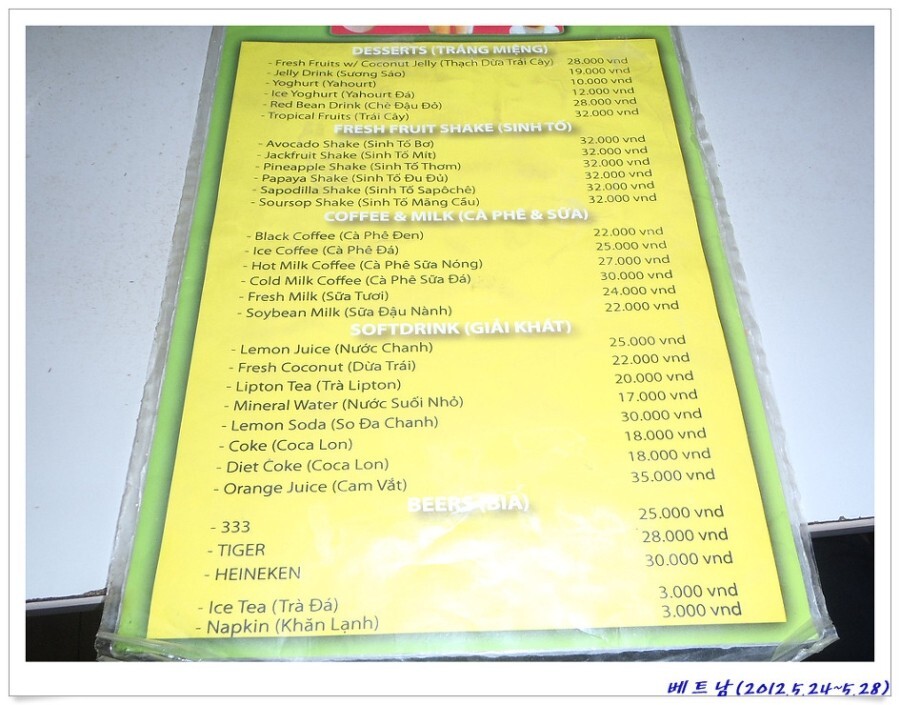 DESSERTS (TRÁNG MIỆNG)
- Fresh Fruits w/ Coconut Jelly (Thạch Dừa Trái Cây) 28.000 vnd
- Jelly Drink (Sương Sáo) 19.000 vnd
- Yoghurt (Yahourt) 10.000 vnd
- Ice Yoghurt (Yahourt Đá) 12.000 vnd
- Red Bean Drink (Chè Đậu Đỏ) 28.000 vnd
- Tropical Fruits (Trái Cây) 32.000 vnd
FRESH FRUIT SHAKE (SINH TỐ)
- Avocado Shake (Sinh Tố Bơ) 32.000 vnd
- Jackfruit Shake (Sinh Tố Mít) 32.000 vnd
- Pineapple Shake (Sinh Tố Thơm) 32.000 vnd
- Papaya Shake (Sinh Tố Đu Đủ) 32.000 vnd
- Sapodilla Shake (Sinh Tố Sapôchê) 32.000 vnd
- Soursop Shake (Sinh Tố Mãng Cầu) 32.000 vnd
COFFEE & MILK (CÀ PHÊ & SỮA)
- Black Coffee (Cà Phê Đen) 22.000 vnd
- Ice Coffee (Cà Phê Đá) 25.000 vnd
- Hot Milk Coffee (Cà Phê Sữa Nóng) 27.000 vnd
- Cold Milk Coffee (Cà Phê Sữa Đá) 30.000 vnd
- Fresh Milk (Sữa Tươi) 24.000 vnd
- Soybean Milk (Sữa Đậu Nành) 22.000 vnd
SOFTDRINK (GIẢI KHÁT)
- Lemon Juice (Nước Chanh) 25.000 vnd
- Fresh Coconut (Dừa Trái) 22.000 vnd
- Lipton Tea (Trà Lipton) 20.000 vnd
- Mineral Water (Nước Suối Nhỏ) 17.000 vnd
- Lemon Soda (So Đa Chanh) 30.000 vnd
- Coke (Coca Lon) 18.000 vnd
- Diet Coke (Coca Lon) 18.000 vnd
- Orange Juice (Cam Vắt) 35.000 vnd
BEERS (BIA)
- 333 25.000 vnd
- TIGER 28.000 vnd
- HEINEKEN 30.000 vnd
- Ice Tea (Trà Đá) 3.000 vnd
- Napkin (Khăn Lạnh) 3.000 vnd
베트남(2012.5.24~5.28)